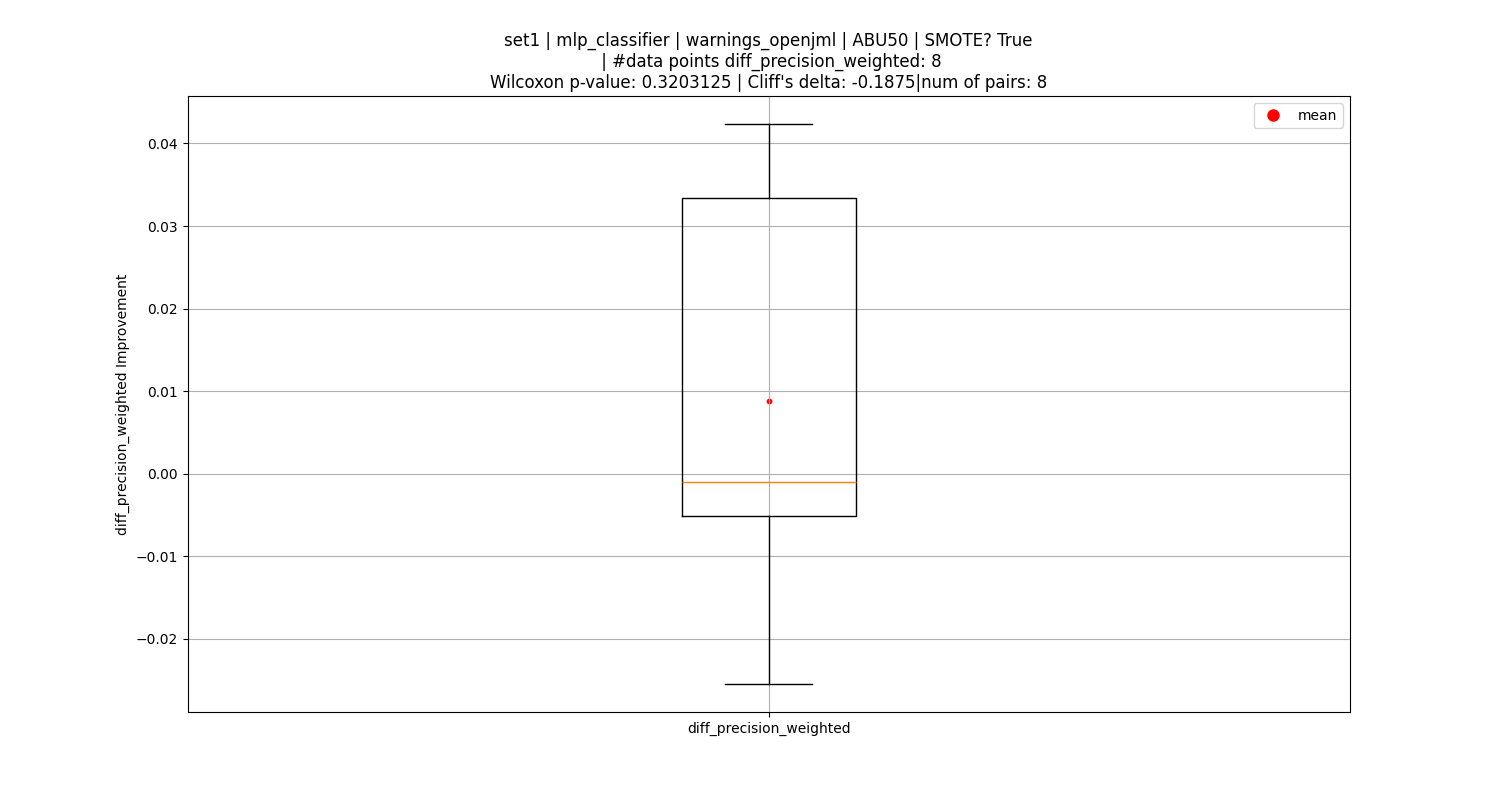 set1 | mlp_classifier | warnings_openjml | ABU50 | SMOTE? True
| #data points diff_precision_weighted: 8
Wilcoxon p-value: 0.3203125 | Cliff's delta: -0.1875|num of pairs: 8
mean
0.04
0.03
0.02
0.01
0.00
−0.01
−0.02
diff_precision_weighted Improvement
diff_precision_weighted